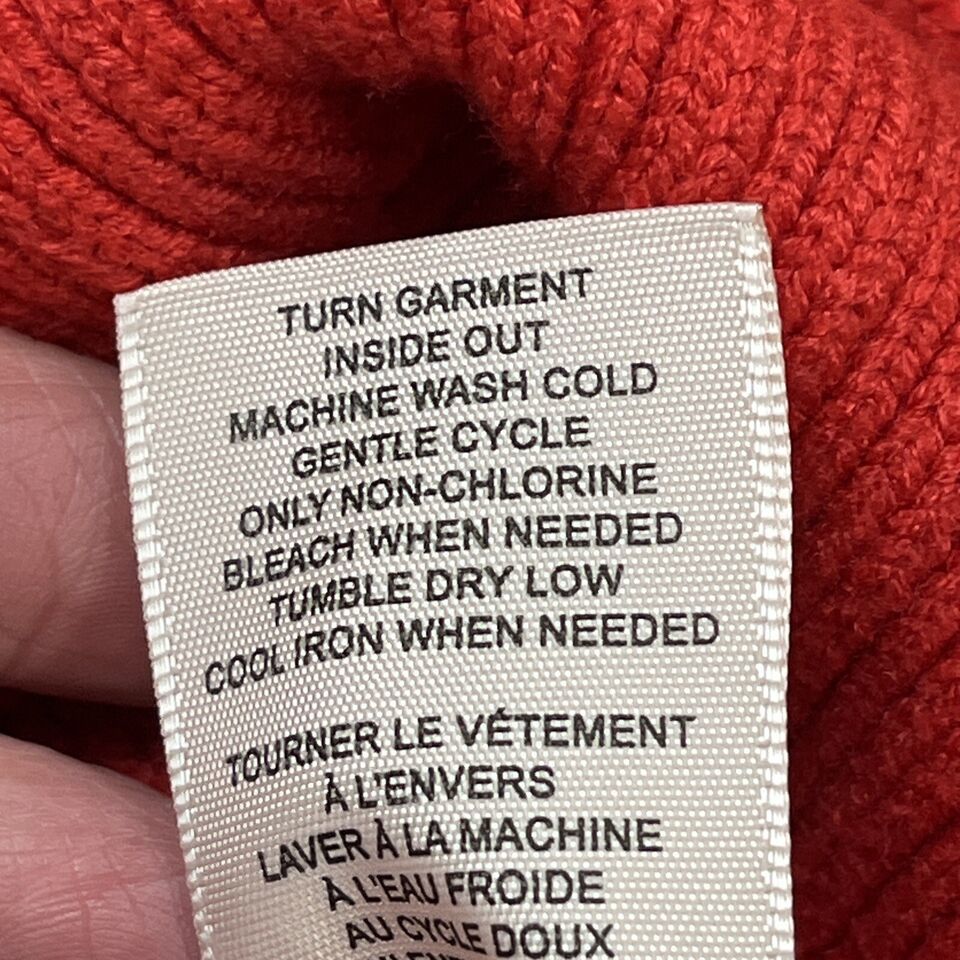 TURN GARMENT
INSIDE OUT
MACHINE WASH COLD
GENTLE CYCLE
ONLY NON-CHLORINE
BLEACH WHEN NEEDED
TUMBLE DRY LOW
COOL IRON WHEN NEEDED
TOURNER LE VÉTEMENT
À L'ENVERS
LAVER À LA MACHINE
À L'EAU FROIDE
AU CYCLE DOUX